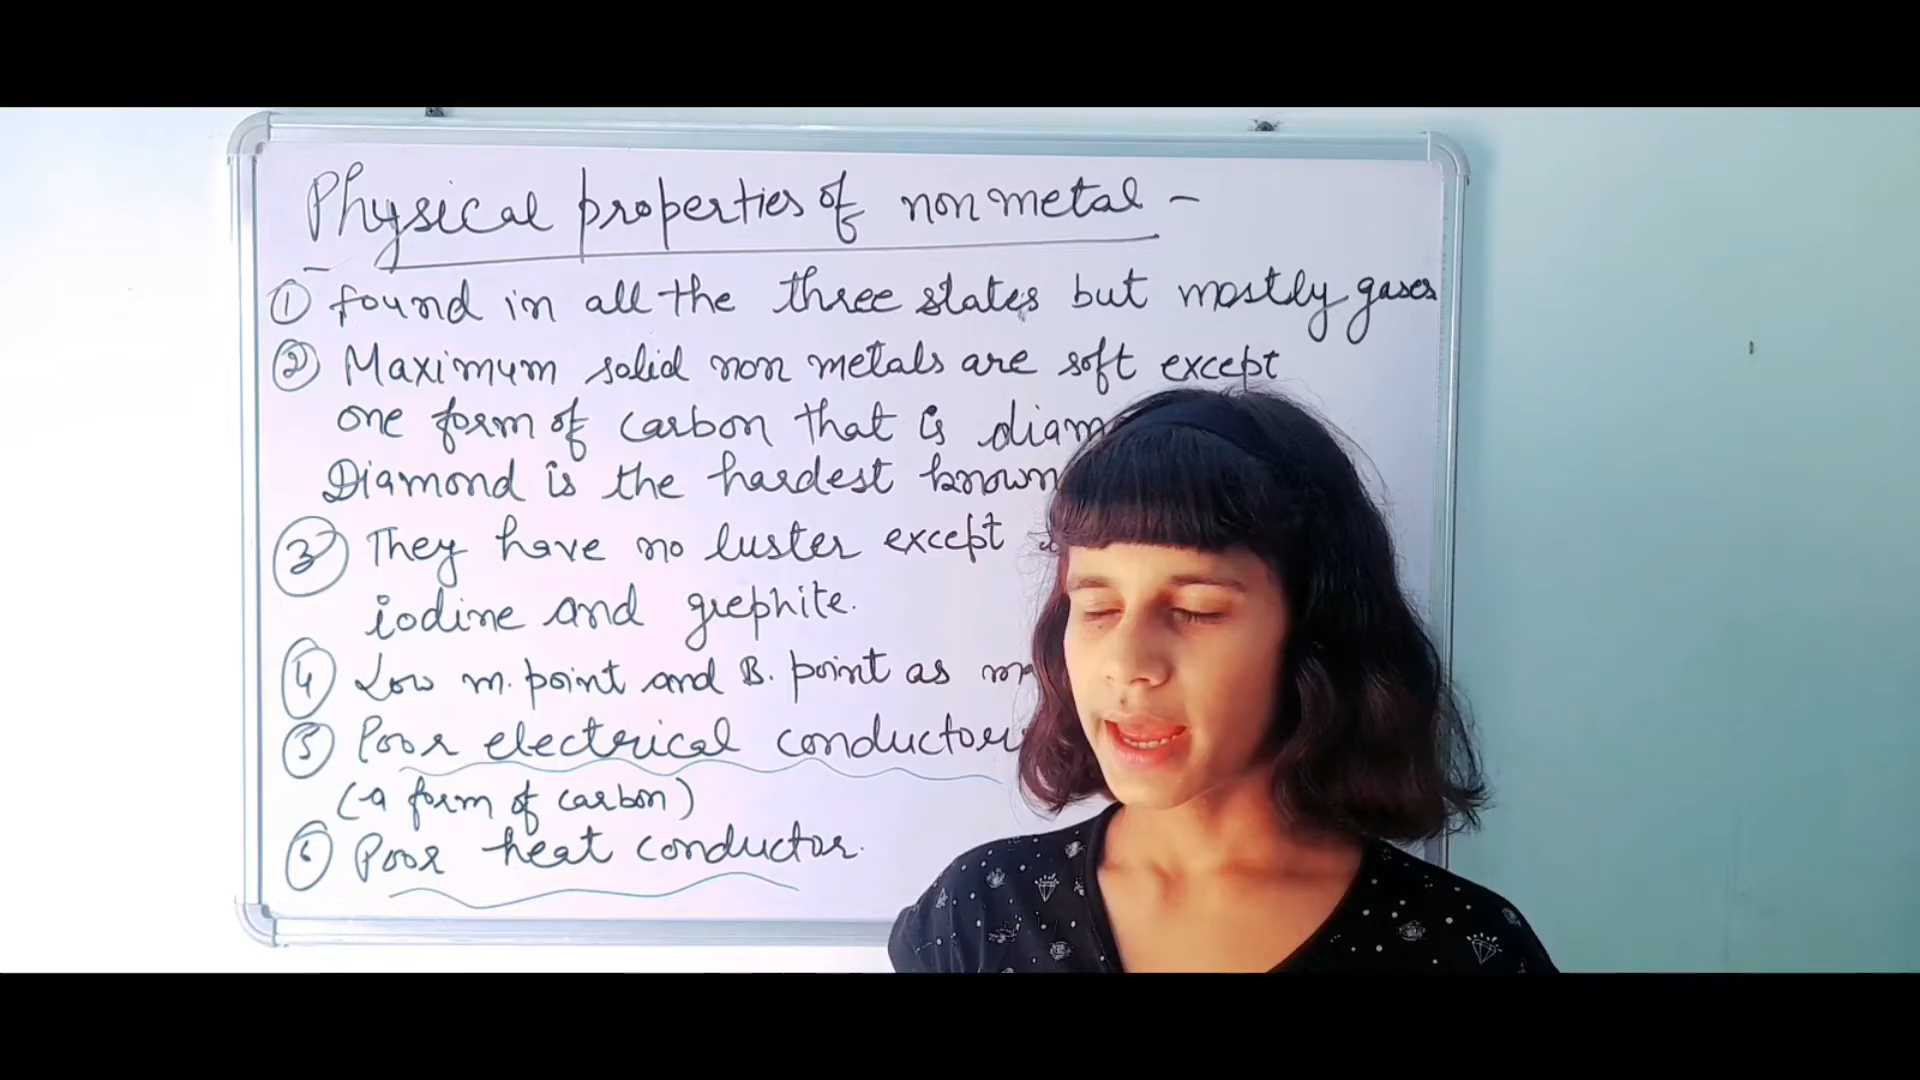 Physical properties of non metal -
① found in all the three states but mostly gases
② Maximum solid non metals are soft except
one form of carbon that is
Diamond is the hardest known
③ They have no luster except
iodine and grephite.
④ Low m. point and B. point as
⑤ Poor electrical
(a form of carbon)
⑥ Poor heat conductor.